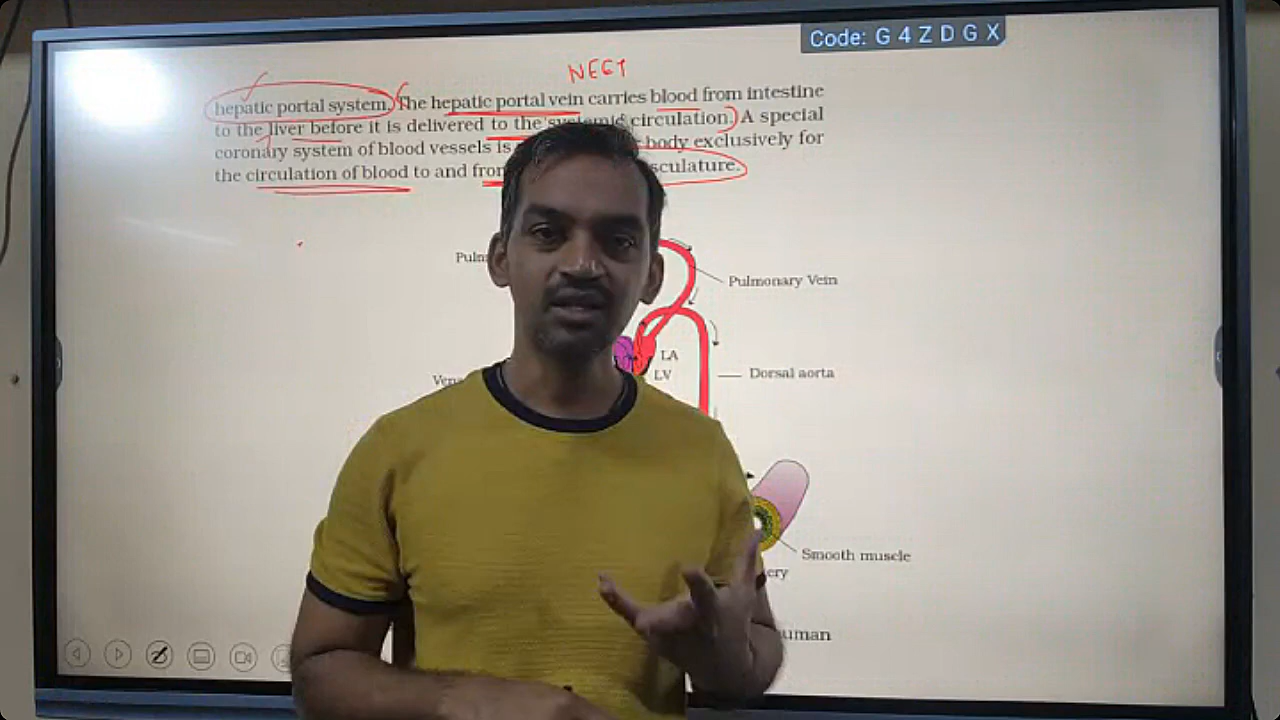 Code: G 4 Z D G X
NEET
hepatic portal system. The hepatic portal vein carries blood from intestine
to the liver before it is delivered to the systemic circulation. A special
coronary system of blood vessels is body exclusively for
the circulation of blood to and
Pulmonary Vein
LA
LV
Dorsal aorta
Smooth muscle